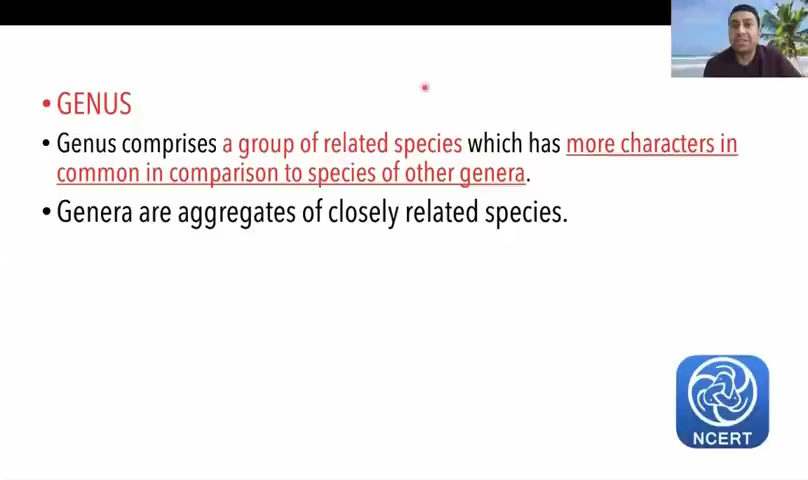 • GENUS
• Genus comprises a group of related species which has more characters in
common in comparison to species of other genera.
• Genera are aggregates of closely related species.
NCERT